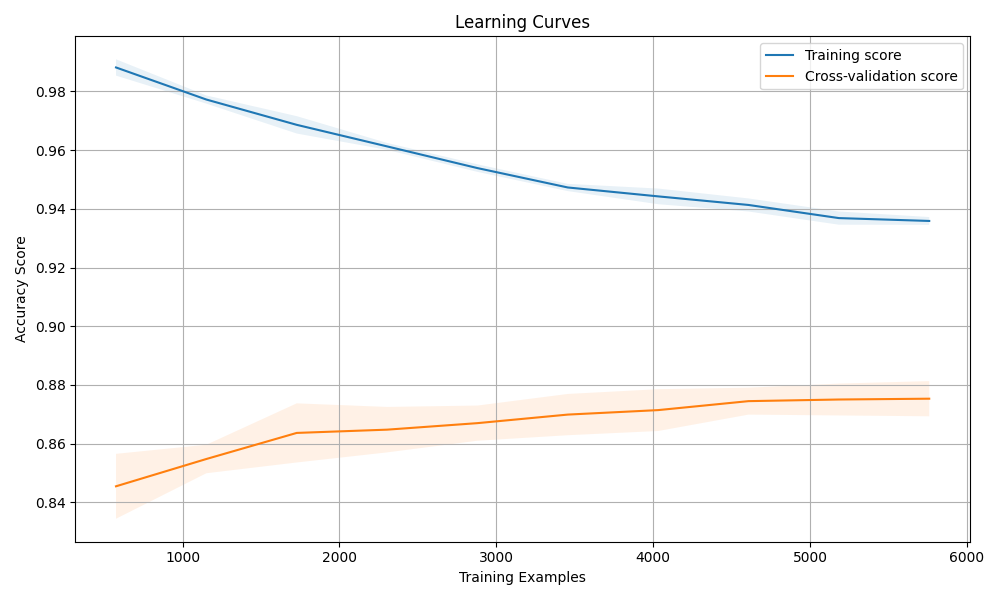 Learning Curves
Training score
Cross-validation score
Accuracy Score
0.98
0.96
0.94
0.92
0.90
0.88
0.86
0.84
1000 2000 3000 4000 5000 6000
Training Examples